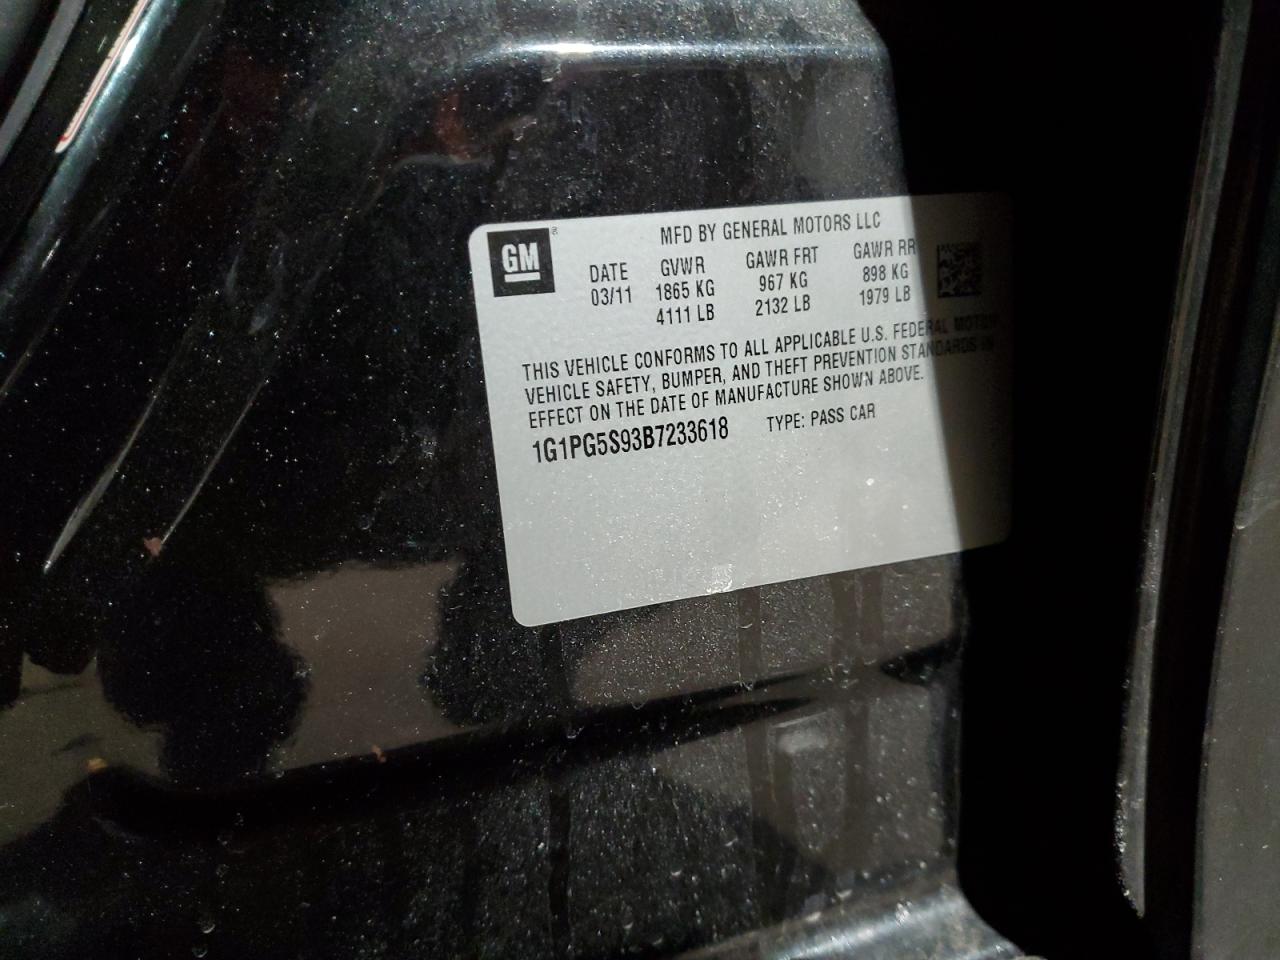 GM
MFD BY GENERAL MOTORS LLC
DATE GVWR GAWR FRT GAWR RR
03/11 1865 KG 967 KG 898 KG
4111 LB 2132 LB 1979 LB
THIS VEHICLE CONFORMS TO ALL APPLICABLE U.S. FEDERAL MOTOR
VEHICLE SAFETY, BUMPER, AND THEFT PREVENTION STANDARDS IN
EFFECT ON THE DATE OF MANUFACTURE SHOWN ABOVE.
1G1PG5S93B7233618 TYPE: PASS CAR